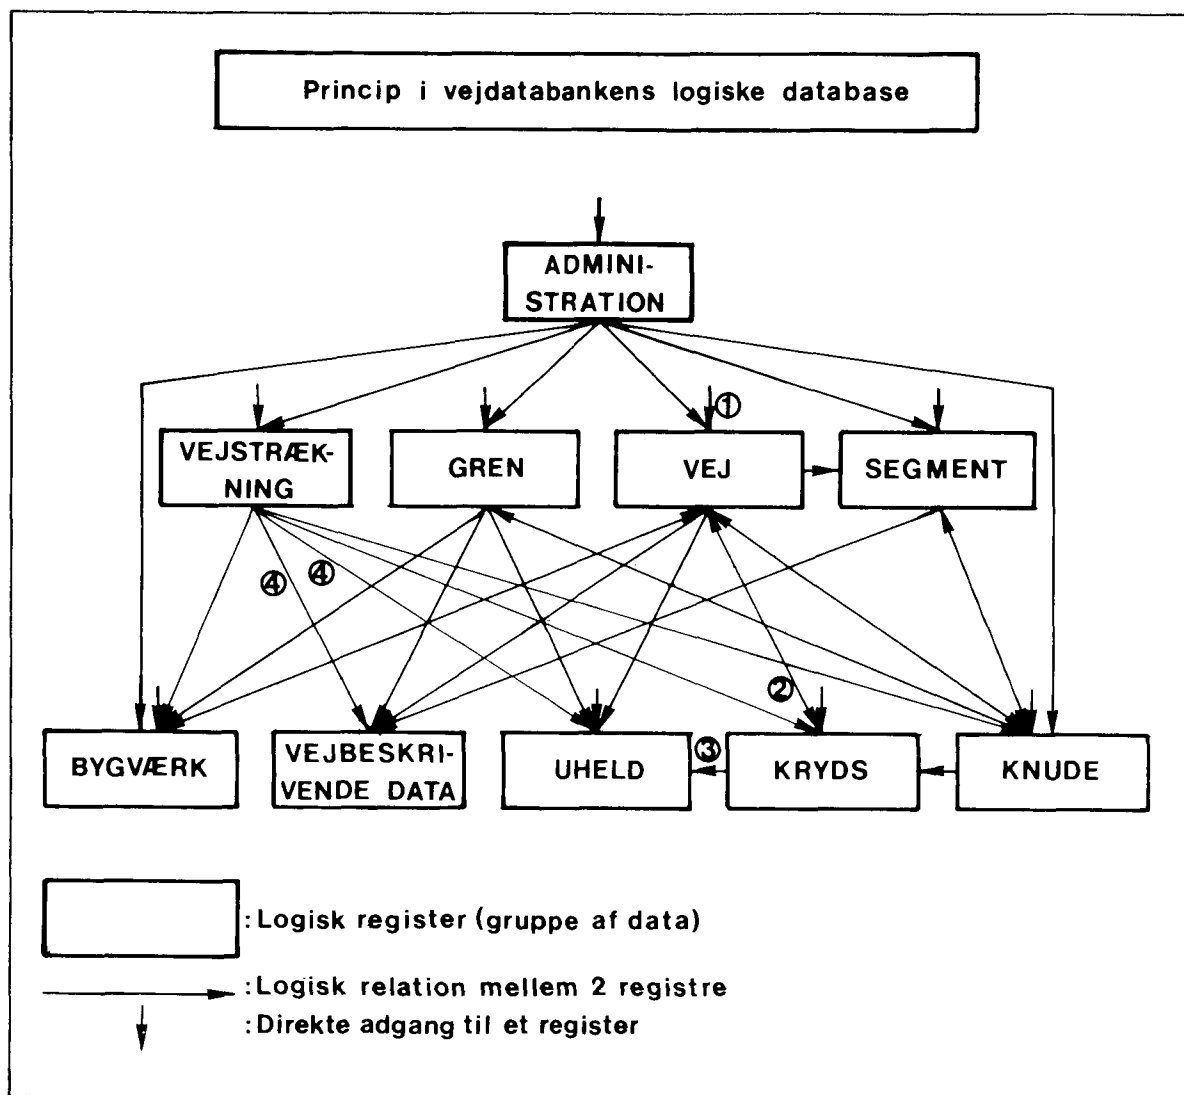 Princip i vejdatabankens logiske database
ADMINI-
STRATION
①
VEJSTRÆK-
NING
GREN
VEJ
SEGMENT
④
④
②
③
BYGVÆRK
VEJBESKRI-
VENDE DATA
UHELD
KRYDS
KNUDE
:Logisk register (gruppe af data)
:Logisk relation mellem 2 registre
:Direkte adgang til et register